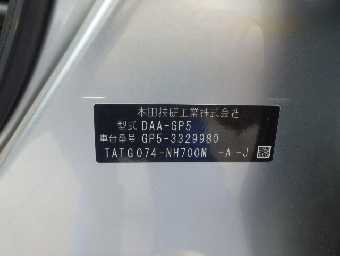 本田技研工業株式会社
型式 DAA-GP5
車台番号 GP5-3329980
TATG074-NH700M -A-J